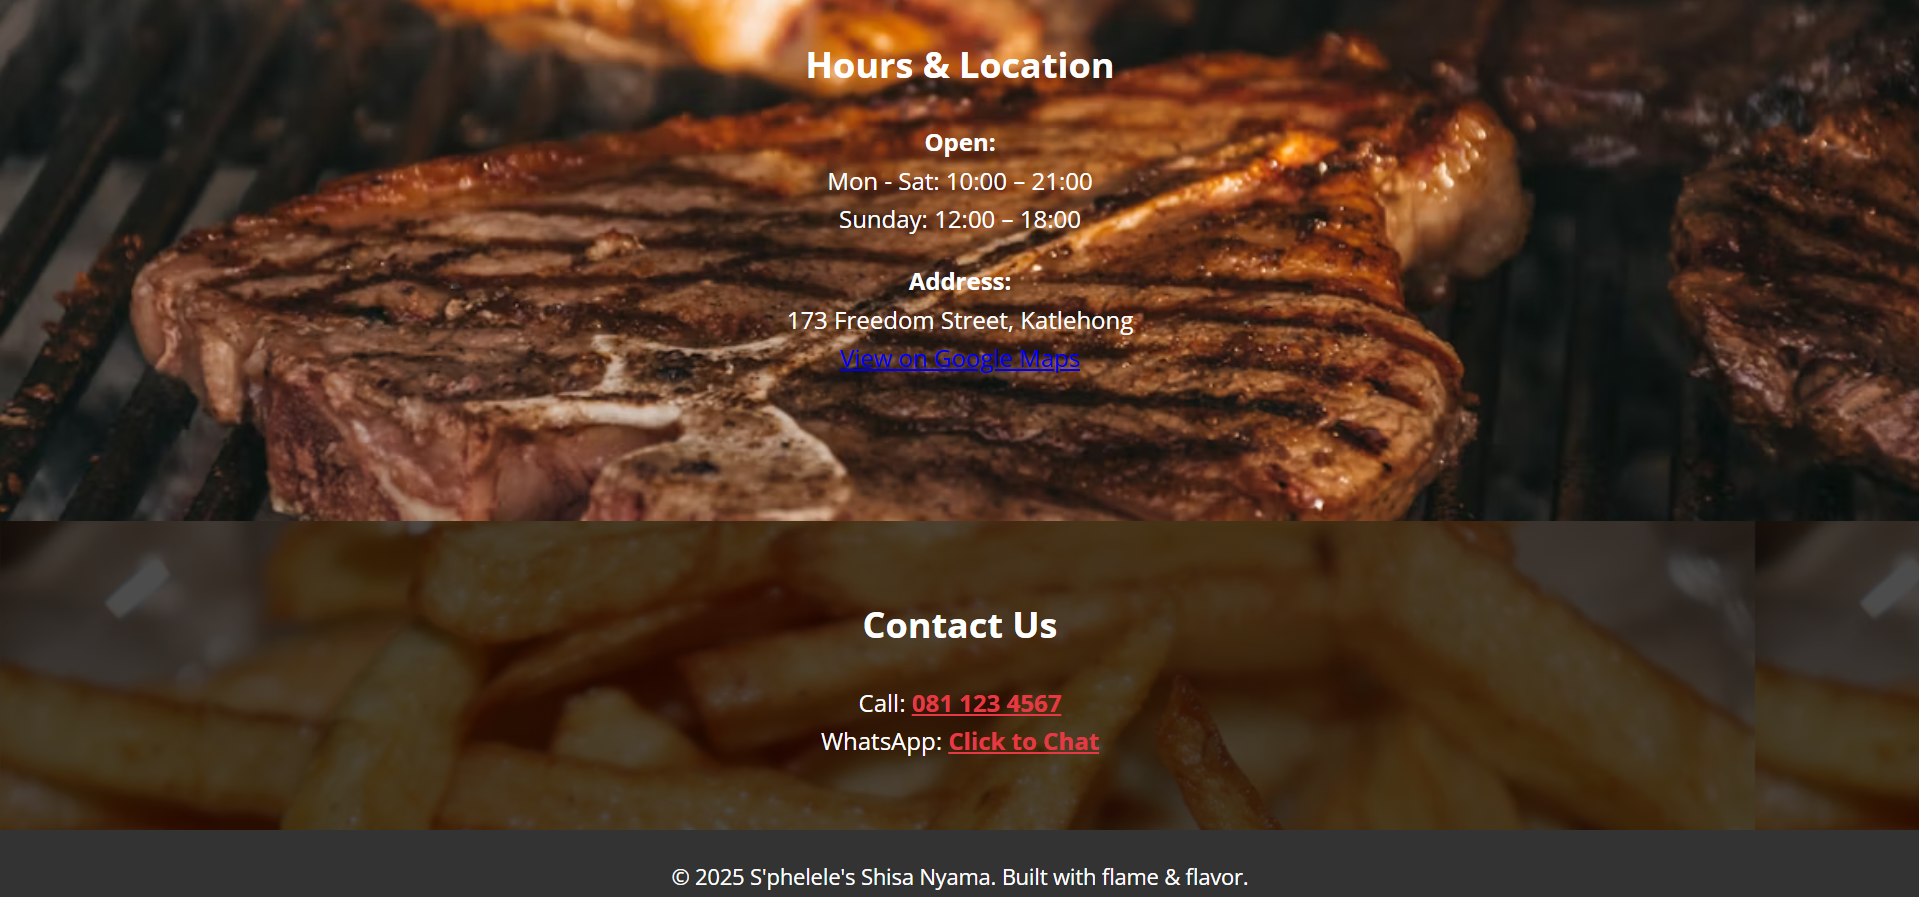 Hours & Location
Open:
Mon - Sat: 10:00 – 21:00
Sunday: 12:00 – 18:00
Address:
173 Freedom Street, Katlehong
View on Google Maps
Contact Us
Call: 081 123 4567
WhatsApp: Click to Chat
© 2025 S'phelele's Shisa Nyama. Built with flame & flavor.